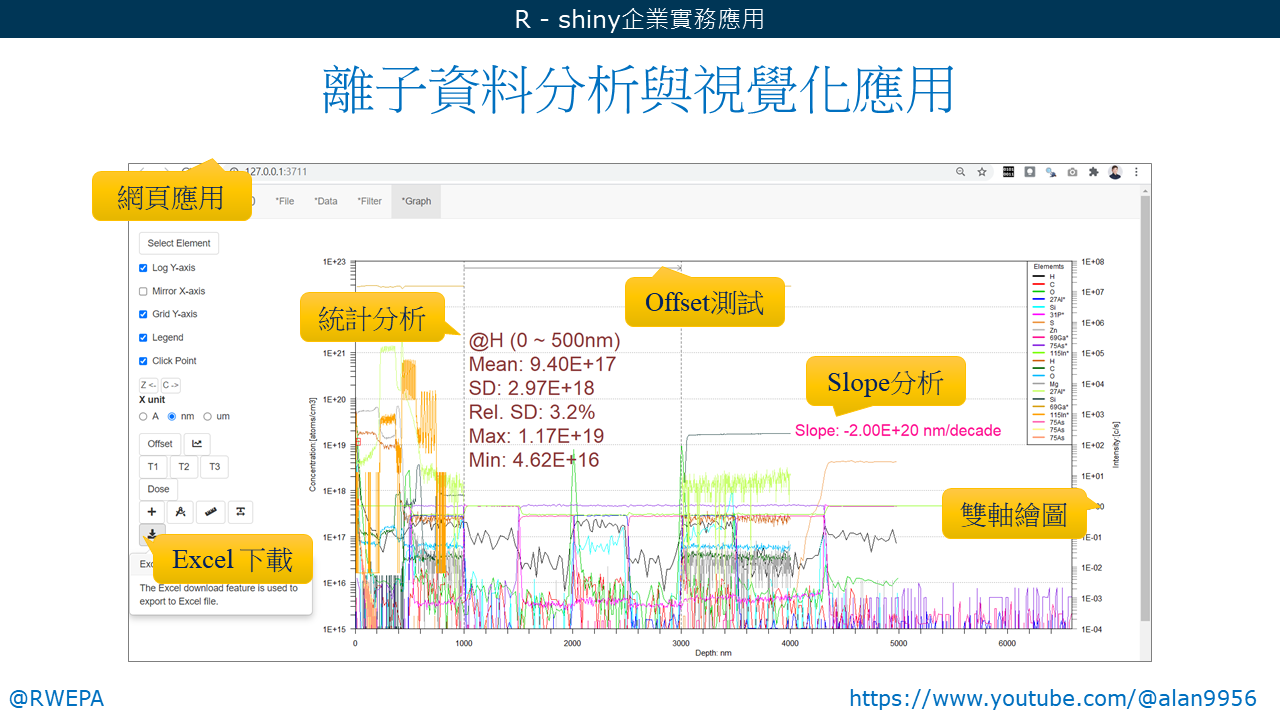 R - shiny企業實務應用
離子資料分析與視覺化應用
127.0.0.1:3711
網頁應用
*File
*Data
*Filter
*Graph
Select Element
Log Y-axis
Mirror X-axis
Grid Y-axis
Legend
Click Point
Z <-
C ->
X unit
A
nm
um
Offset
T1
T2
T3
Dose
Excel 下載
The Excel download feature is used to
export to Excel file.
統計分析
Offset測試
@H (0 ~ 500nm)
Mean: 9.40E+17
SD: 2.97E+18
Rel. SD: 3.2%
Max: 1.17E+19
Min: 4.62E+16
Slope分析
Slope: -2.00E+20 nm/decade
雙軸繪圖
Concentration [atoms/cm3]
1E+23
1E+21
1E+20
1E+19
1E+18
1E+17
1E+16
1E+15
0
1000
2000
3000
4000
5000
6000
Depth: nm
Elememts
H
C
O
27Al*
Si
31P*
S
Zn
69Ga*
75As*
115In*
H
C
O
Mg
27Al*
Si
69Ga*
115In*
75As
75As
75As
1E+08
1E+07
1E+06
1E+05
1E+04
1E+03
1E+02
1E+01
00
E-01
1E-02
1E-03
1E-04
Intensity [c/s]
@RWEPA
https://www.youtube.com/@alan9956